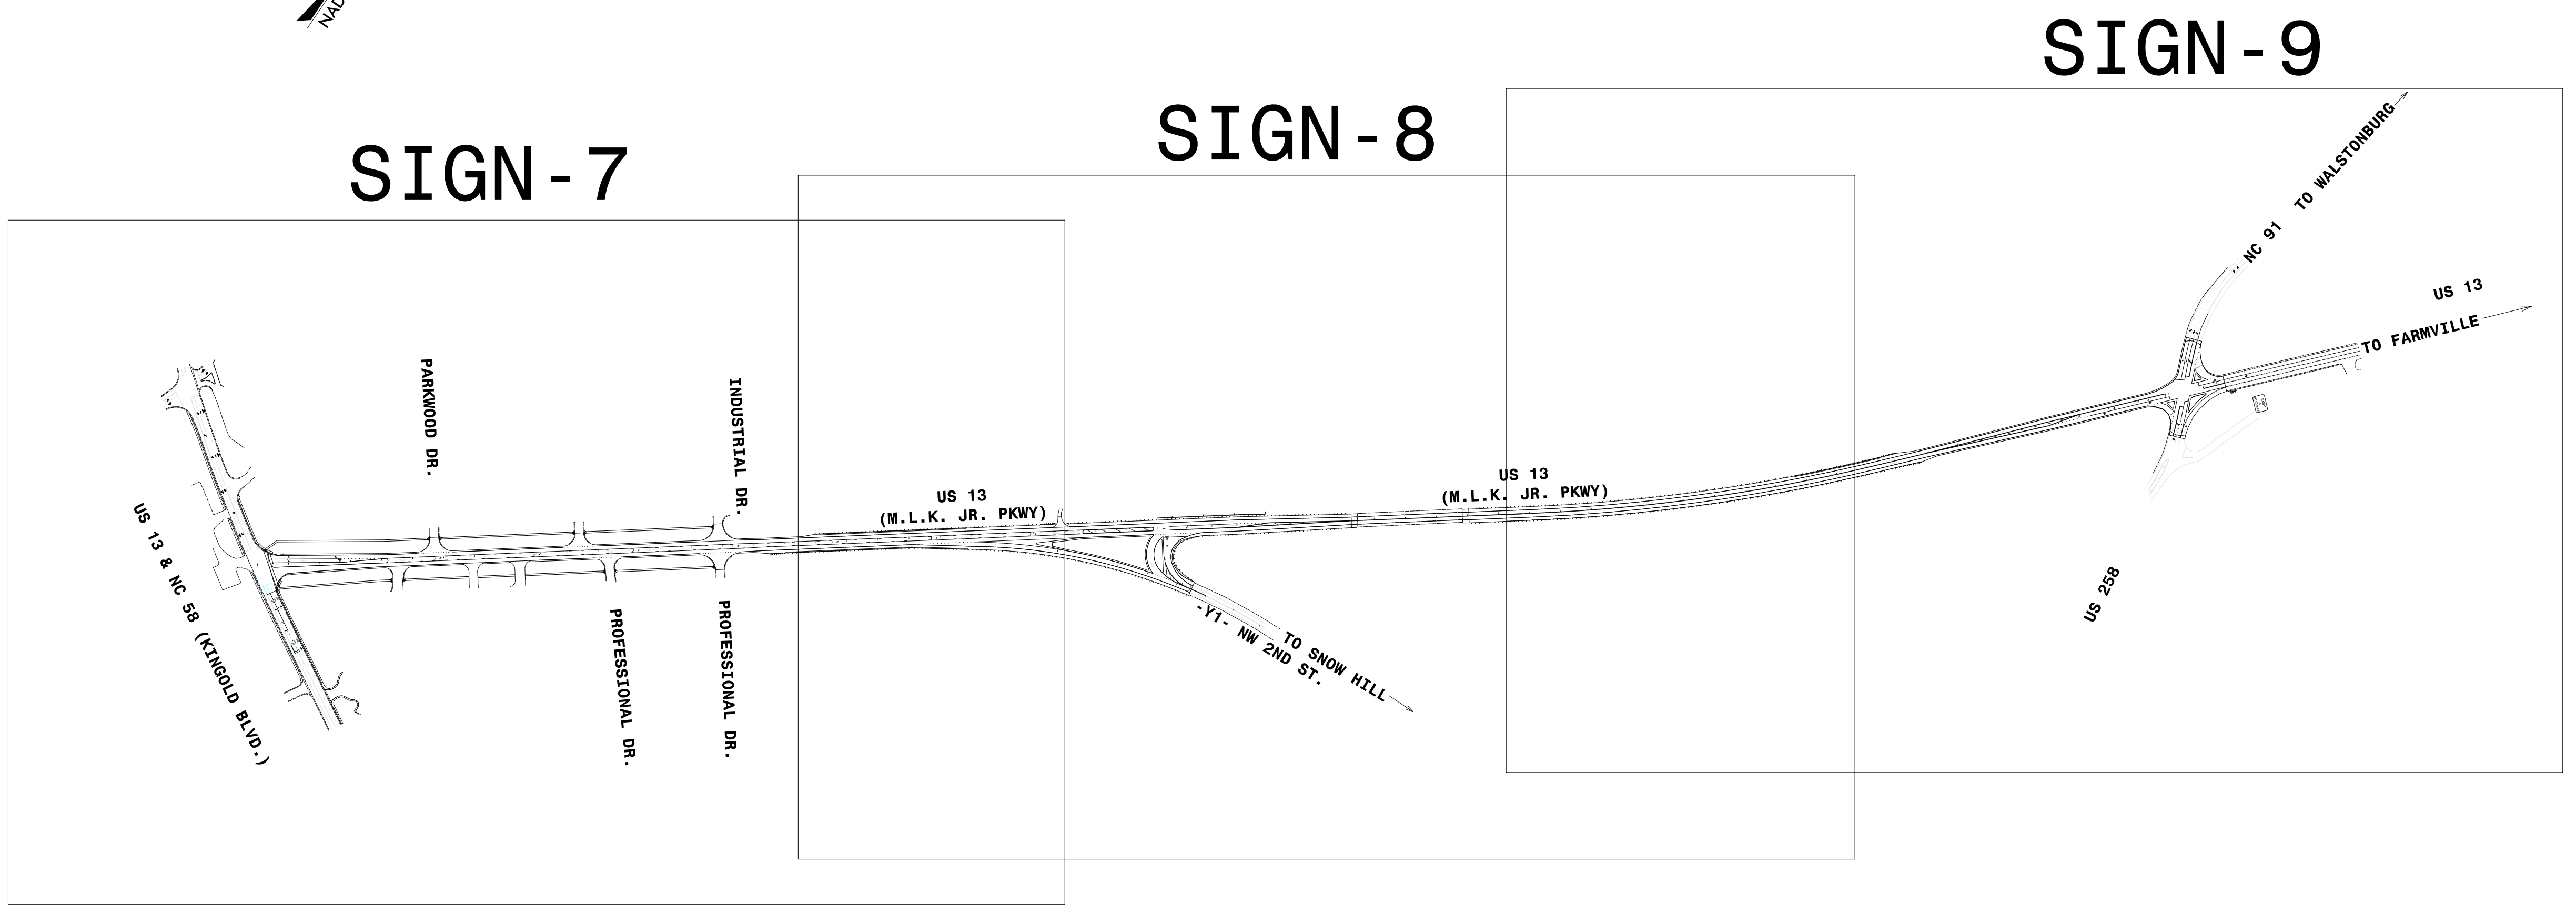 NAD
SIGN-7
SIGN-8
SIGN-9
TO WALSTONBURG
NC 91
US 13
TO FARMVILLE
PARKWOOD DR.
INDUSTRIAL DR.
US 13
(M.L.K. JR. PKWY)
US 13
(M.L.K. JR. PKWY)
US 13 & NC 58 (KINGOLD BLVD.)
PROFESSIONAL DR.
PROFESSIONAL DR.
-Y1- NW 2ND ST.
TO SNOW HILL
US 258